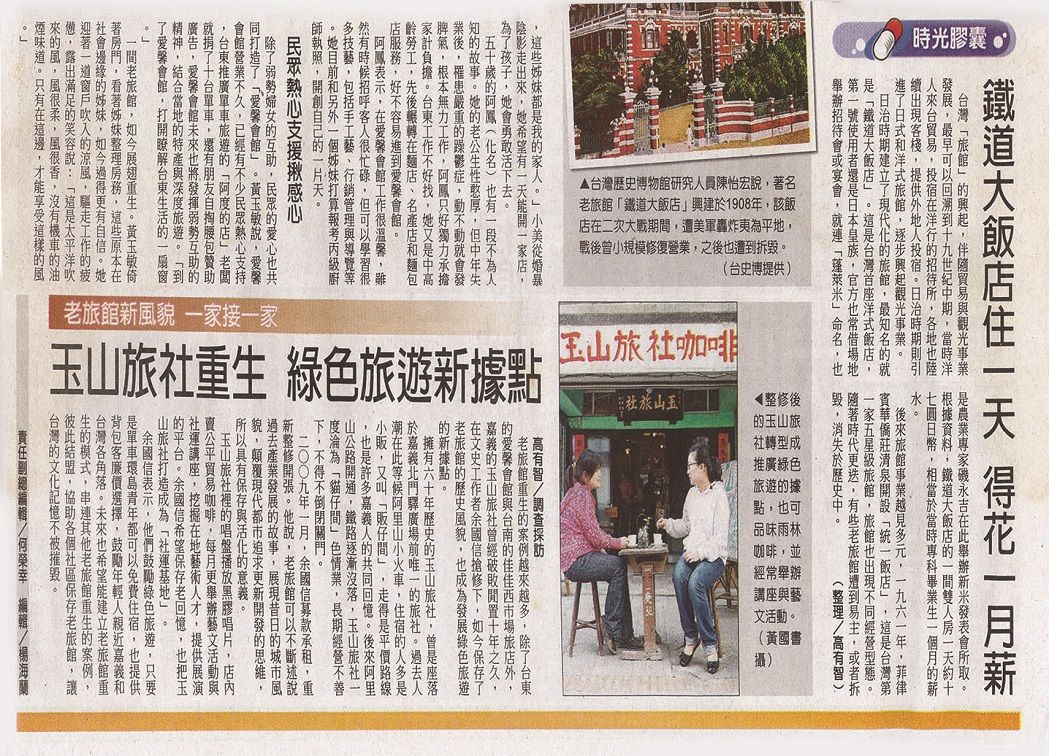 時光膠囊
鐵道大飯店住一天 得花一月薪
台灣「旅館」的興起，伴隨貿易與觀光事業
發展，最早可以回溯到十九世紀中期，當時洋
人來台貿易，投宿在洋行的招待所，各地也陸
續出現客棧，提供外地人投宿。日治時期則引
進了日式和洋式旅館，逐步興起觀光事業。
日治時期建立了現代化的旅館，最知名的就
是「鐵道大飯店」。這是台灣首座洋式飯店，
第一號使用者還是日本皇族，官方也常借場地
舉辦招待會或宴會，就連「蓬萊米」命名，也
是農業專家磯永吉在此舉辦新米發表會所取。
根據資料，鐵道大飯店的一間雙人房一天約十
七圓日幣，相當於當時專科畢業生一個月的薪
水。
後來旅館事業越見多元，一九六一年，菲律
賓華僑莊清泉開設「統一飯店」，這是台灣第
一家五星級旅館，旅館也出現不同經營型態。
隨著時代更迭，有些老旅館遭到易主，或者拆
毀，消失於歷史中。
（整理／高有智）
▲台灣歷史博物館研究人員陳怡宏說，著名
老旅館「鐵道大飯店」興建於1908年，該飯
店在二次大戰期間，遭美軍轟炸夷為平地，
戰後曾小規模修復營業，之後也遭到拆毀。
（台史博提供）
，這些姊妹都是我的家人。」小美從婚暴
陰影走出來，她希望有一天能開一家店，
為了孩子，她會勇敢活下去。
五十歲的阿鳳（化名）也有一段不為人
知的故事。她的老公生性憨厚，但中年失
業後，罹患嚴重的躁鬱症，動不動就會發
脾氣，根本無力工作，阿鳳只好獨力承擔
家計負擔。台東工作不好找，她又是中高
齡勞工，先後輾轉在麵店、名產店和麵包
店服務，好不容易進到愛馨會館。
阿鳳表示，在愛馨會館工作很溫馨，雖
然有時候招呼客人很忙碌，但可以學習很
多技藝，包括手工藝、行銷管理與導覽等
。她目前和另外一個姊妹打算報考丙級廚
師執照，開創自己的一片天。
民眾熱心支援揪感心
除了弱勢婦女的互助，民眾的愛心也共
同打造了「愛馨會館」。黃玉敏說，愛馨
會館營業不久，已經有不少民眾熱心支持
，台東推廣單車旅遊的「阿度的店」老闆
就捐了十台單車，還有朋友自掏腰包贊助
廣告，愛馨會館未來也將發揮弱勢互助的
精神，結合當地的特產與深度旅遊。「到
了愛馨會館，打開瞭解台東生活的一扇窗
。」
一間老旅館，如今展翅重生。黃玉敏倚
著房門，看著姊妹整理房務，這些原本在
社會邊緣的姊妹，如今過得更有自信。她
迎著一道窗戶吹入的涼風，驅走工作的疲
憊，露出滿足的笑容說：「這是太平洋吹
來的風，風很柔，風很香，沒有機車的油
煙味道。只有在這邊，才能享受這樣的風
。」
老旅館新風貌 一家接一家
玉山旅社重生 綠色旅遊新據點
高有智／調查採訪
老旅館重生的案例越來越多，除了台東
的愛馨會館與台南的佳佳西市場旅店外，
嘉義的玉山旅社曾經破敗閒置十年之久，
在文史工作者余國信搶修下，如今保存了
老旅館的歷史風貌，也成為發展綠色旅遊
的新據點。
擁有六十年歷史的玉山旅社，曾是座落
於嘉義北門驛廣場前唯一的旅社。過去人
潮在此等候阿里山小火車，住宿的人多是
小販，又叫「販仔間」，走得是平價路線
，也是許多嘉義人的共同回憶。後來阿里
山公路開通，鐵路逐漸沒落，玉山旅社一
度淪為「貓仔間」色情業，長期經營不善
下，不得不倒閉關門。
二○○九年一月，余國信募款承租，重
新整修開張。他說，老旅館可以不斷述說
過去產業發展的故事，展現昔日的城市風
貌，顛覆現代都市追求更新開發的思維，
所以具有保存與活化的意義。
玉山旅社裡的唱盤播放黑膠唱片，店內
賣公平貿易咖啡，每月更舉辦藝文活動與
社運講座，挖掘在地藝術人才，提供展演
的平台。余國信希望保存老回憶，也把玉
山旅社打造成為「社運基地」。
余國信表示，他們鼓勵綠色旅遊，只要
是單車環島青年都可以免費住宿，也提供
背包客廉價選擇，鼓勵年輕人親近嘉義和
台灣各角落。未來也希望能建立老旅館重
生的模式，串連其他老旅館重生的案例，
彼此結盟，協助各個社區保存老旅館，讓
台灣的文化記憶不被摧毀。
玉山旅社咖啡
玉山旅社
◀整修後
的玉山旅
社轉型成
推廣綠色
旅遊的據
點，也可
品味雨林
咖啡，並
經常舉辦
講座與藝
文活動。
（黃國書
攝）
責任副總編輯／何榮幸　編輯／楊海蘭